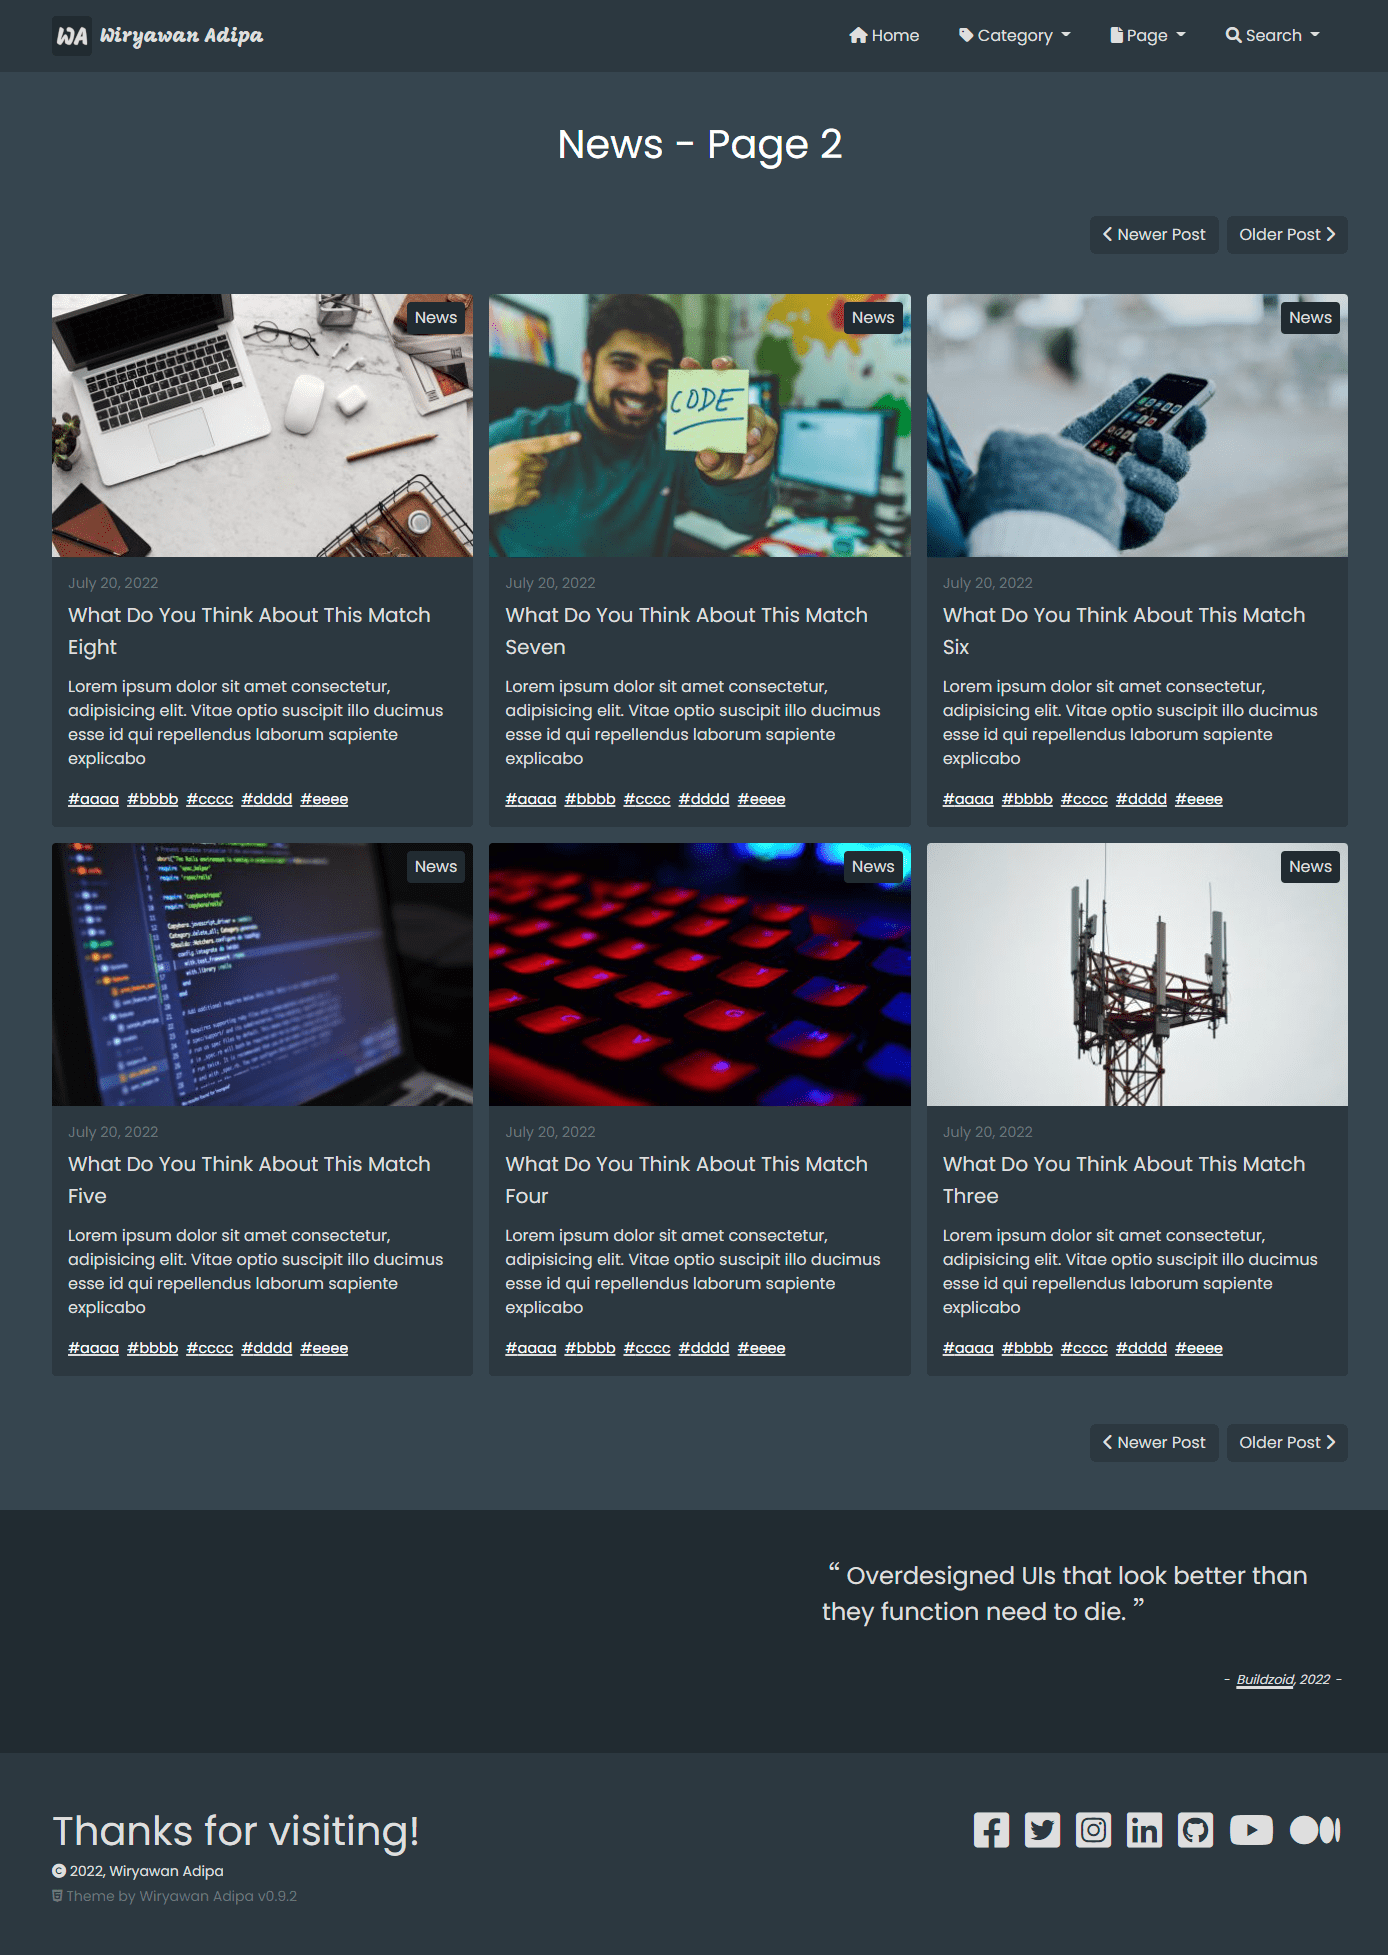 WA Wiryawan Adipa
Home Category Page Search
News - Page 2
Newer Post Older Post
News
CODE
News
News
July 20, 2022
What Do You Think About This Match
Eight
Lorem ipsum dolor sit amet consectetur,
adipisicing elit. Vitae optio suscipit illo ducimus
esse id qui repellendus laborum sapiente
explicabo
#aaaa #bbbb #cccc #dddd #eeee
July 20, 2022
What Do You Think About This Match
Seven
Lorem ipsum dolor sit amet consectetur,
adipisicing elit. Vitae optio suscipit illo ducimus
esse id qui repellendus laborum sapiente
explicabo
#aaaa #bbbb #cccc #dddd #eeee
July 20, 2022
What Do You Think About This Match
Six
Lorem ipsum dolor sit amet consectetur,
adipisicing elit. Vitae optio suscipit illo ducimus
esse id qui repellendus laborum sapiente
explicabo
#aaaa #bbbb #cccc #dddd #eeee
News
News
News
July 20, 2022
What Do You Think About This Match
Five
Lorem ipsum dolor sit amet consectetur,
adipisicing elit. Vitae optio suscipit illo ducimus
esse id qui repellendus laborum sapiente
explicabo
#aaaa #bbbb #cccc #dddd #eeee
July 20, 2022
What Do You Think About This Match
Four
Lorem ipsum dolor sit amet consectetur,
adipisicing elit. Vitae optio suscipit illo ducimus
esse id qui repellendus laborum sapiente
explicabo
#aaaa #bbbb #cccc #dddd #eeee
July 20, 2022
What Do You Think About This Match
Three
Lorem ipsum dolor sit amet consectetur,
adipisicing elit. Vitae optio suscipit illo ducimus
esse id qui repellendus laborum sapiente
explicabo
#aaaa #bbbb #cccc #dddd #eeee
Newer Post Older Post
“ Overdesigned UIs that look better than
they function need to die. ”
- Buildzoid, 2022 -
Thanks for visiting!
© 2022, Wiryawan Adipa
Theme by Wiryawan Adipa v0.9.2